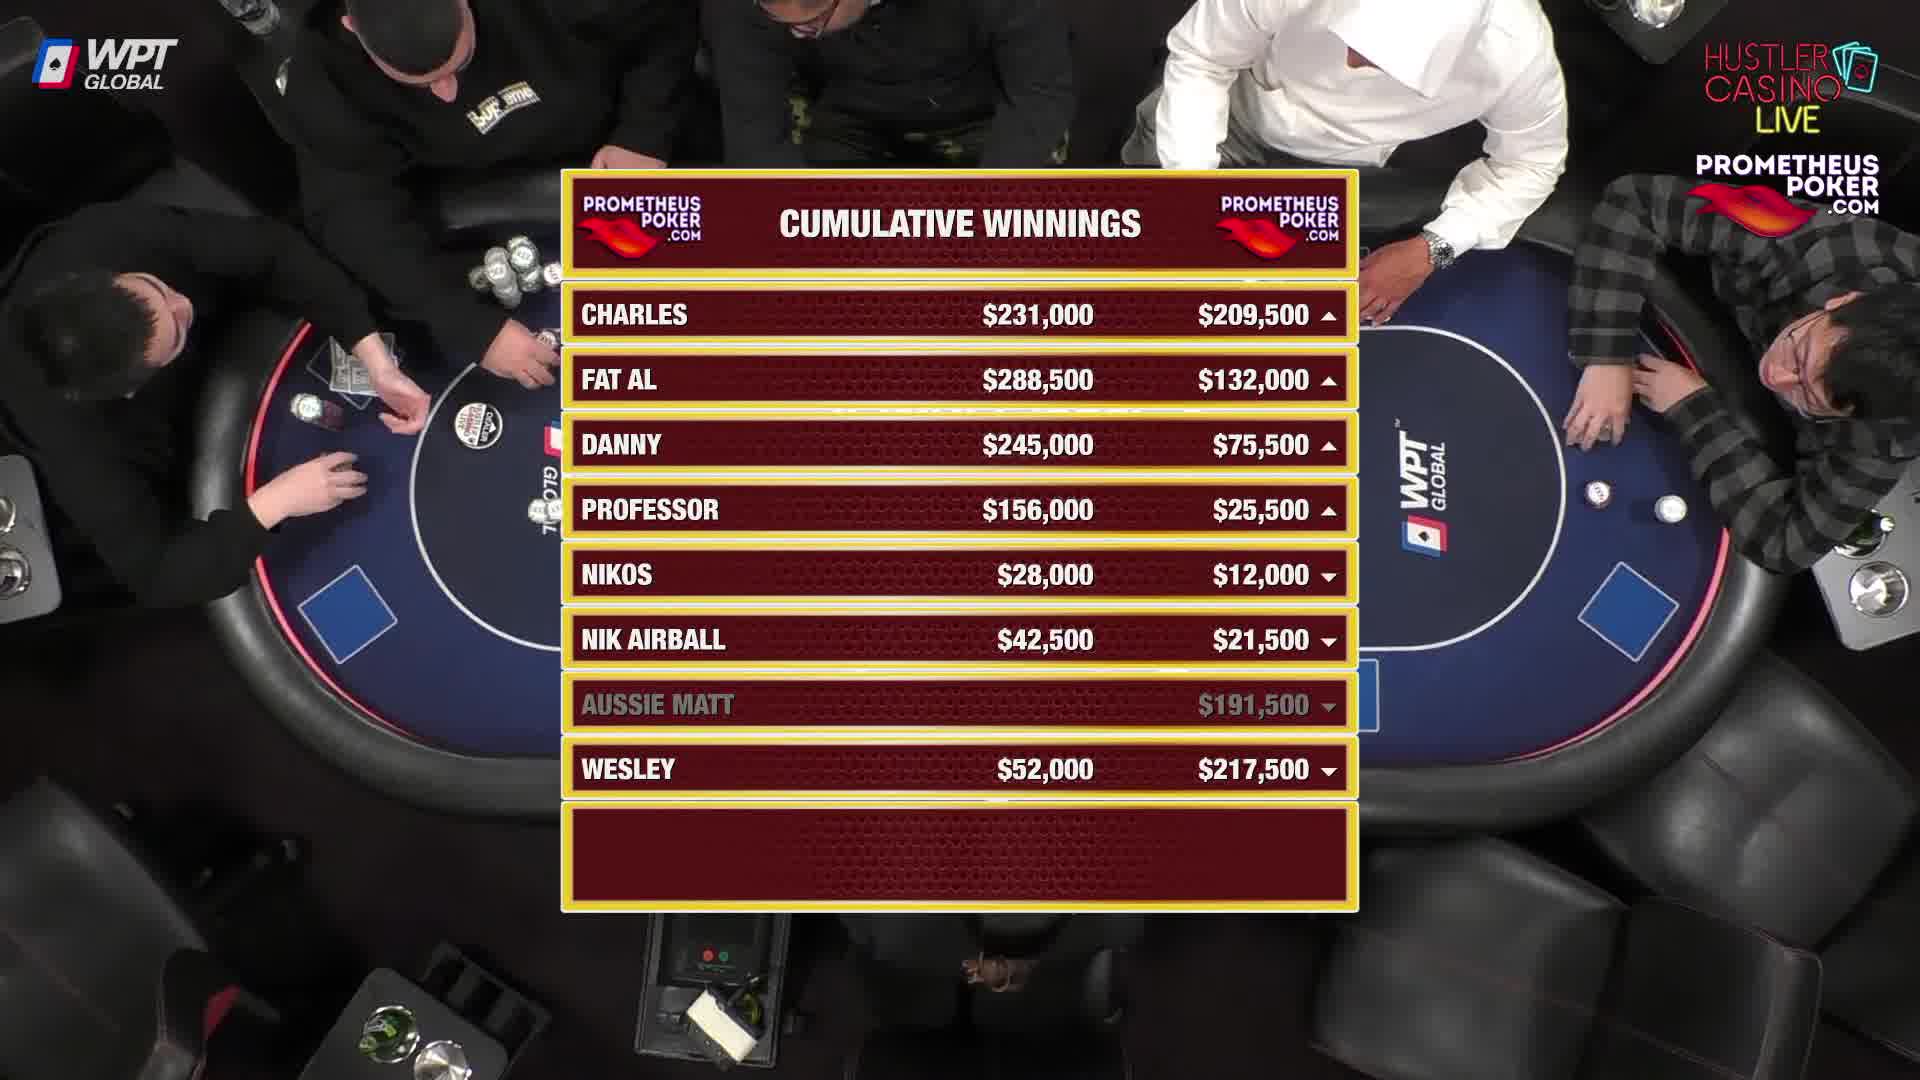 WPT
GLOBAL
HUSTLER
CASINO
LIVE
PROMETHEUS
POKER
.COM
Supreme
PROMETHEUS
POKER
.COM
CUMULATIVE WINNINGS
PROMETHEUS
POKER
.COM
CHARLES $231,000 $209,500
FAT AL $288,500 $132,000
DANNY $245,000 $75,500
PROFESSOR $156,000 $25,500
NIKOS $28,000 $12,000
NIK AIRBALL $42,500 $21,500
AUSSIE MATT $191,500
WESLEY $52,000 $217,500
WPT
GLOBAL